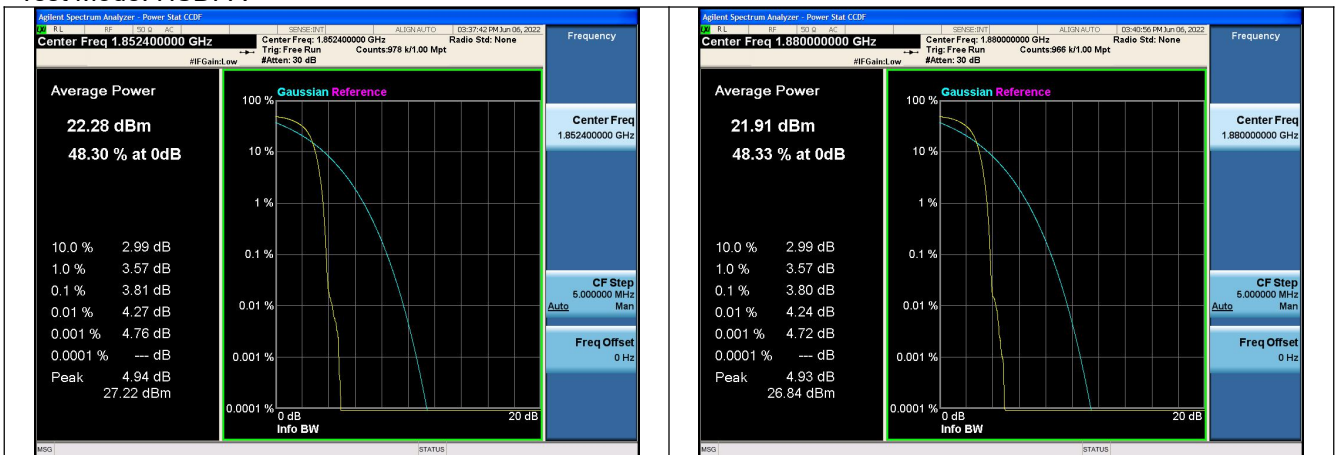 Agilent Spectrum Analyzer - Power Stat CCDF
RL RF 50 Ω AC SENSE:INT ALIGN AUTO 03:37:42 PM Jun 06, 2022
Center Freq 1.852400000 GHz
Center Freq: 1.852400000 GHz Radio Std: None
Trig: Free Run Counts:978 k/1.00 Mpt
#IFGain:Low #Atten: 30 dB
Frequency
Average Power
22.28 dBm
48.30 % at 0dB
10.0 % 2.99 dB
1.0 % 3.57 dB
0.1 % 3.81 dB
0.01 % 4.27 dB
0.001 % 4.76 dB
0.0001 % --- dB
Peak 4.94 dB
27.22 dBm
Gaussian Reference
100 %
10 %
1 %
0.1 %
0.01 %
0.001 %
0.0001 %
0 dB 20 dB
Info BW
Center Freq
1.852400000 GHz
CF Step
5.000000 MHz
Auto Man
Freq Offset
0 Hz
MSG STATUS
Agilent Spectrum Analyzer - Power Stat CCDF
RL RF 50 Ω AC SENSE:INT ALIGN AUTO 03:40:56 PM Jun 06, 2022
Center Freq 1.880000000 GHz
Center Freq: 1.880000000 GHz Radio Std: None
Trig: Free Run Counts:966 k/1.00 Mpt
#IFGain:Low #Atten: 30 dB
Frequency
Average Power
21.91 dBm
48.33 % at 0dB
10.0 % 2.99 dB
1.0 % 3.57 dB
0.1 % 3.80 dB
0.01 % 4.24 dB
0.001 % 4.72 dB
0.0001 % --- dB
Peak 4.93 dB
26.84 dBm
Gaussian Reference
100 %
10 %
1 %
0.1 %
0.01 %
0.001 %
0.0001 %
0 dB 20 dB
Info BW
Center Freq
1.880000000 GHz
CF Step
5.000000 MHz
Auto Man
Freq Offset
0 Hz
MSG STATUS